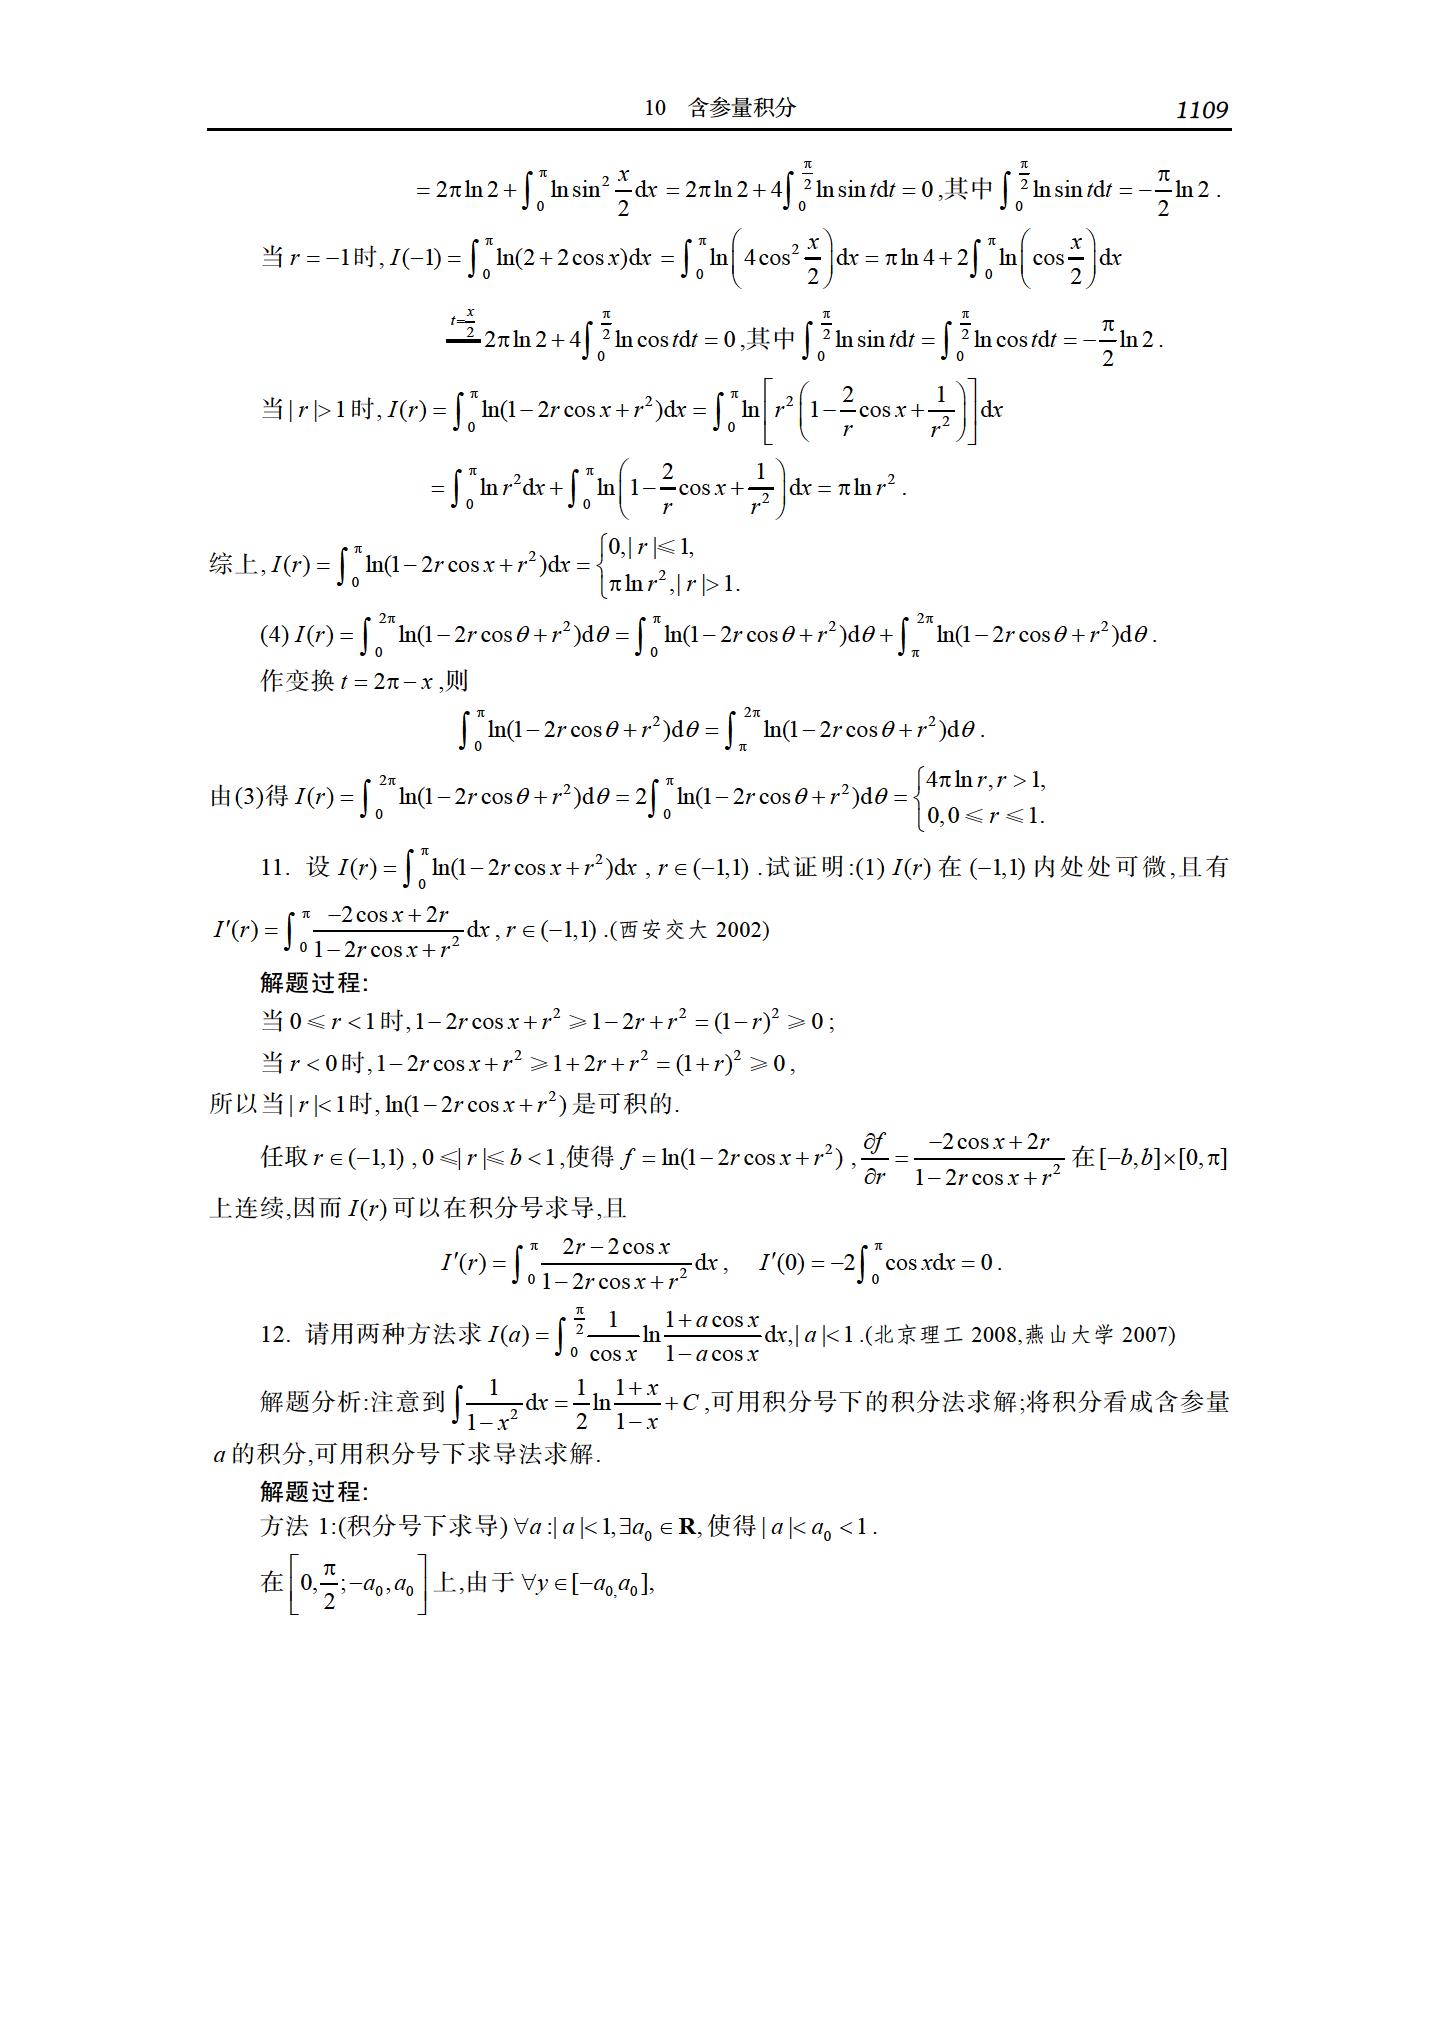 10 含参量积分 1109
$= 2\pi\ln 2+\int_0^{\pi}\ln\sin^2\frac{x}{2}dx = 2\pi\ln 2+4\int_0^{\frac{\pi}{2}}\ln\sin tdt = 0$,其中$\int_0^{\frac{\pi}{2}}\ln\sin tdt = -\frac{\pi}{2}\ln 2$.
当$r=-1$时,$I(-1)=\int_0^{\pi}\ln(2+2\cos x)dx=\int_0^{\pi}\ln\left(4\cos^2\frac{x}{2}\right)dx=\pi\ln 4+2\int_0^{\pi}\ln\left(\cos\frac{x}{2}\right)dx$
$\overset{t=\frac{x}{2}}{=}2\pi\ln 2+4\int_0^{\frac{\pi}{2}}\ln\cos tdt=0$,其中$\int_0^{\frac{\pi}{2}}\ln\sin tdt=\int_0^{\frac{\pi}{2}}\ln\cos tdt=-\frac{\pi}{2}\ln 2$.
当$|r|>1$时,$I(r)=\int_0^{\pi}\ln(1-2r\cos x+r^2)dx=\int_0^{\pi}\ln\left[r^2\left(1-\frac{2}{r}\cos x+\frac{1}{r^2}\right)\right]dx$
$=\int_0^{\pi}\ln r^2dx+\int_0^{\pi}\ln\left(1-\frac{2}{r}\cos x+\frac{1}{r^2}\right)dx=\pi\ln r^2$.
综上,$I(r)=\int_0^{\pi}\ln(1-2r\cos x+r^2)dx=\begin{cases}0,|r|\leqslant 1,\\ \pi\ln r^2,|r|>1.\end{cases}$
(4) $I(r)=\int_0^{2\pi}\ln(1-2r\cos\theta+r^2)d\theta=\int_0^{\pi}\ln(1-2r\cos\theta+r^2)d\theta+\int_{\pi}^{2\pi}\ln(1-2r\cos\theta+r^2)d\theta$.
作变换$t=2\pi-x$,则
$\int_0^{\pi}\ln(1-2r\cos\theta+r^2)d\theta=\int_{\pi}^{2\pi}\ln(1-2r\cos\theta+r^2)d\theta$.
由(3)得$I(r)=\int_0^{2\pi}\ln(1-2r\cos\theta+r^2)d\theta=2\int_0^{\pi}\ln(1-2r\cos\theta+r^2)d\theta=\begin{cases}4\pi\ln r,r>1,\\ 0,0\leqslant r\leqslant 1.\end{cases}$
11. 设$I(r)=\int_0^{\pi}\ln(1-2r\cos x+r^2)dx$,$r\in(-1,1)$.试证明:(1) $I(r)$在$(-1,1)$内处处可微,且有
$I'(r)=\int_0^{\pi}\frac{-2\cos x+2r}{1-2r\cos x+r^2}dx$,$r\in(-1,1)$.(西安交大 2002)
解题过程:
当$0\leqslant r<1$时,$1-2r\cos x+r^2\geqslant 1-2r+r^2=(1-r)^2\geqslant 0$;
当$r<0$时,$1-2r\cos x+r^2\geqslant 1+2r+r^2=(1+r)^2\geqslant 0$,
所以当$|r|<1$时,$\ln(1-2r\cos x+r^2)$是可积的.
任取$r\in(-1,1)$,$0\leqslant|r|\leqslant b<1$,使得$f=\ln(1-2r\cos x+r^2)$,$\frac{\partial f}{\partial r}=\frac{-2\cos x+2r}{1-2r\cos x+r^2}$在$[-b,b]\times[0,\pi]$
上连续,因而$I(r)$可以在积分号求导,且
$I'(r)=\int_0^{\pi}\frac{2r-2\cos x}{1-2r\cos x+r^2}dx$, $I'(0)=-2\int_0^{\pi}\cos xdx=0$.
12. 请用两种方法求$I(a)=\int_0^{\frac{\pi}{2}}\frac{1}{\cos x}\ln\frac{1+a\cos x}{1-a\cos x}dx,|a|<1$.(北京理工 2008,燕山大学 2007)
解题分析:注意到$\int\frac{1}{1-x^2}dx=\frac{1}{2}\ln\frac{1+x}{1-x}+C$,可用积分号下的积分法求解;将积分看成含参量
$a$的积分,可用积分号下求导法求解.
解题过程:
方法 1:(积分号下求导)$\forall a:|a|<1,\exists a_0\in\mathbf{R}$,使得$|a|<a_0<1$.
在$\left[0,\frac{\pi}{2};-a_0,a_0\right]$上,由于$\forall y\in[-a_{0,}a_0]$,